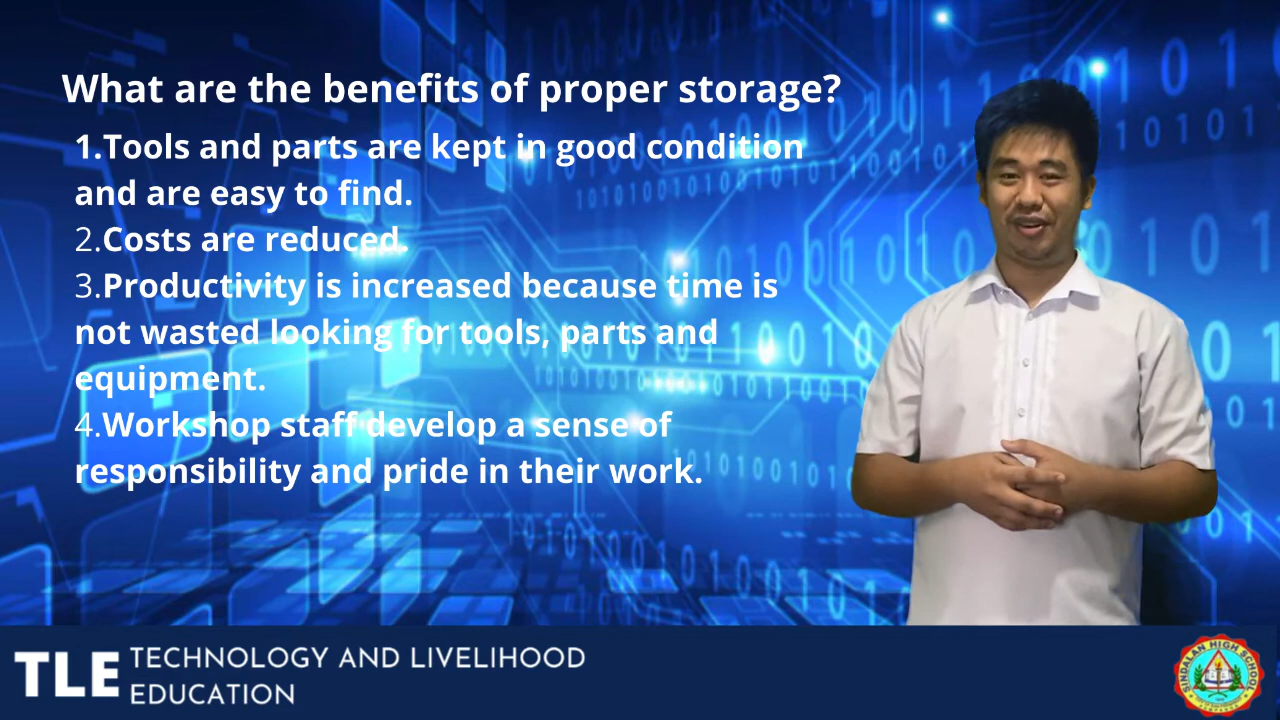 What are the benefits of proper storage?
1.Tools and parts are kept in good condition
and are easy to find.
2.Costs are reduced.
3.Productivity is increased because time is
not wasted looking for tools, parts and
equipment.
4.Workshop staff develop a sense of
responsibility and pride in their work.
TLE TECHNOLOGY AND LIVELIHOOD
EDUCATION
SINDALAN HIGH SCHOOL